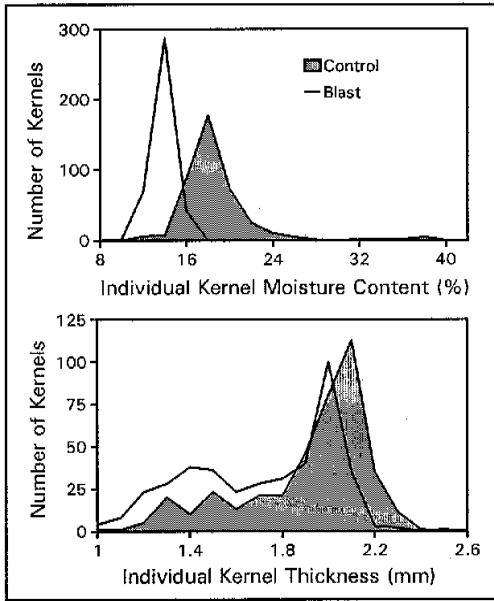 Number of Kernels
300
200
100
0
Control
Blast
8 16 24 32 40
Individual Kernel Moisture Content (%)
Number of Kernels
125
100
75
50
25
0
1 1.4 1.8 2.2 2.6
Individual Kernel Thickness (mm)